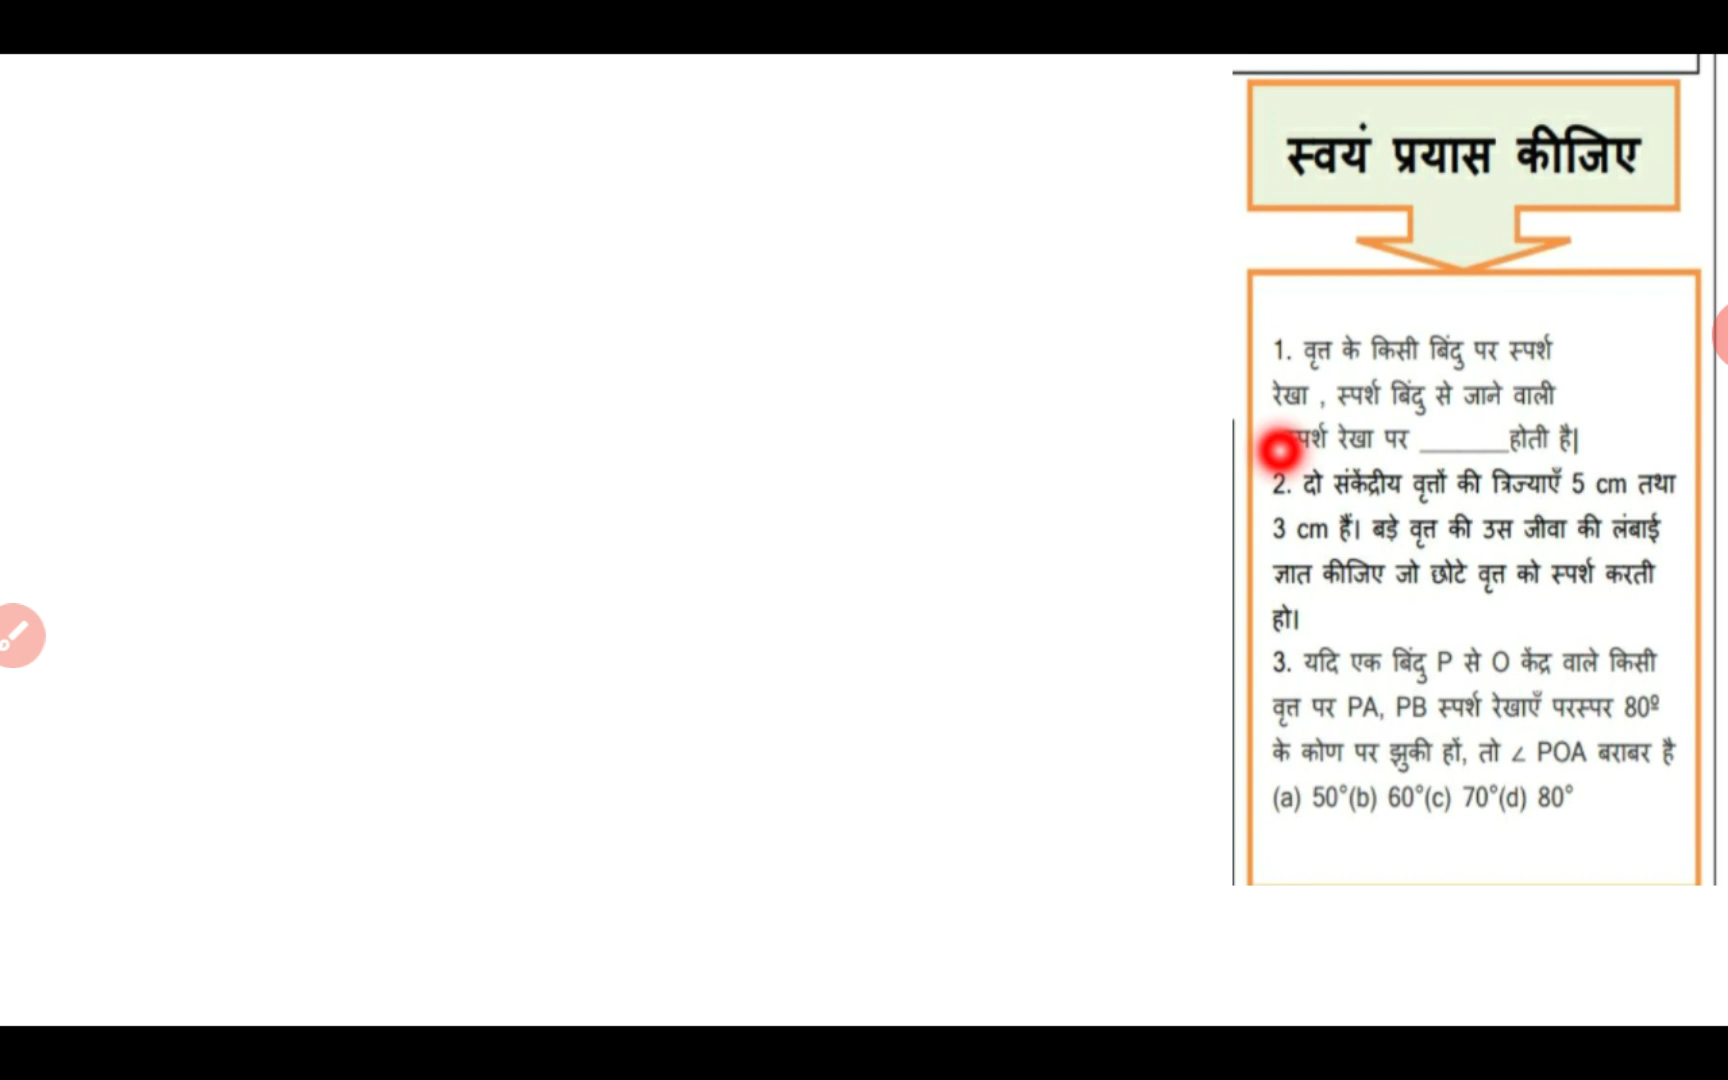 स्वयं प्रयास कीजिए
1. वृत्त के किसी बिंदु पर स्पर्श
रेखा , स्पर्श बिंदु से जाने वाली
रेखा पर ______होती है|
2. दो संकेंद्रीय वृत्तों की त्रिज्याएँ 5 cm तथा
3 cm हैं। बड़े वृत्त की उस जीवा की लंबाई
ज्ञात कीजिए जो छोटे वृत्त को स्पर्श करती
हो।
3. यदि एक बिंदु P से O केंद्र वाले किसी
वृत्त पर PA, PB स्पर्श रेखाएँ परस्पर 80º
के कोण पर झुकी हों, तो ∠ POA बराबर है
(a) 50°(b) 60°(c) 70°(d) 80°